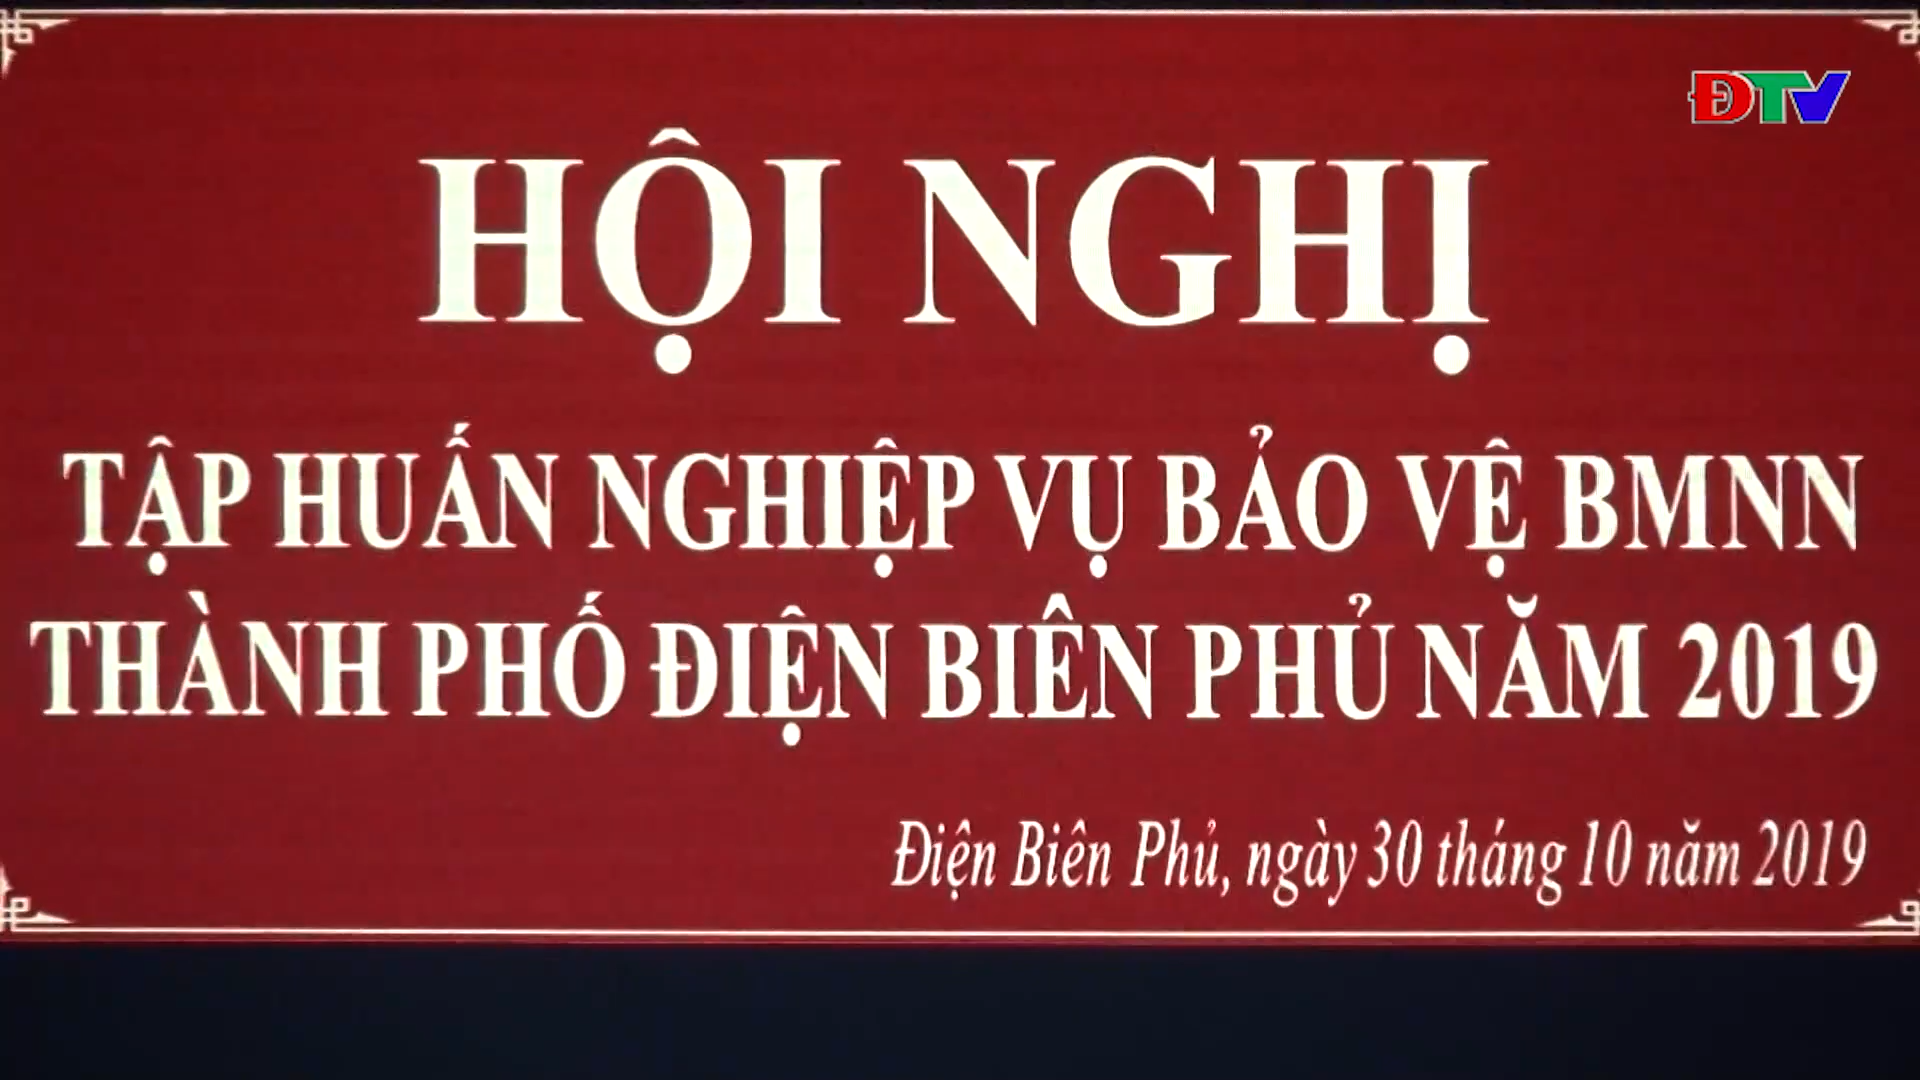 ĐTV
HỘI NGHỊ
TẬP HUẤN NGHIỆP VỤ BẢO VỆ BMNN
THÀNH PHỐ ĐIỆN BIÊN PHỦ NĂM 2019
Điện Biên Phủ, ngày 30 tháng 10 năm 2019